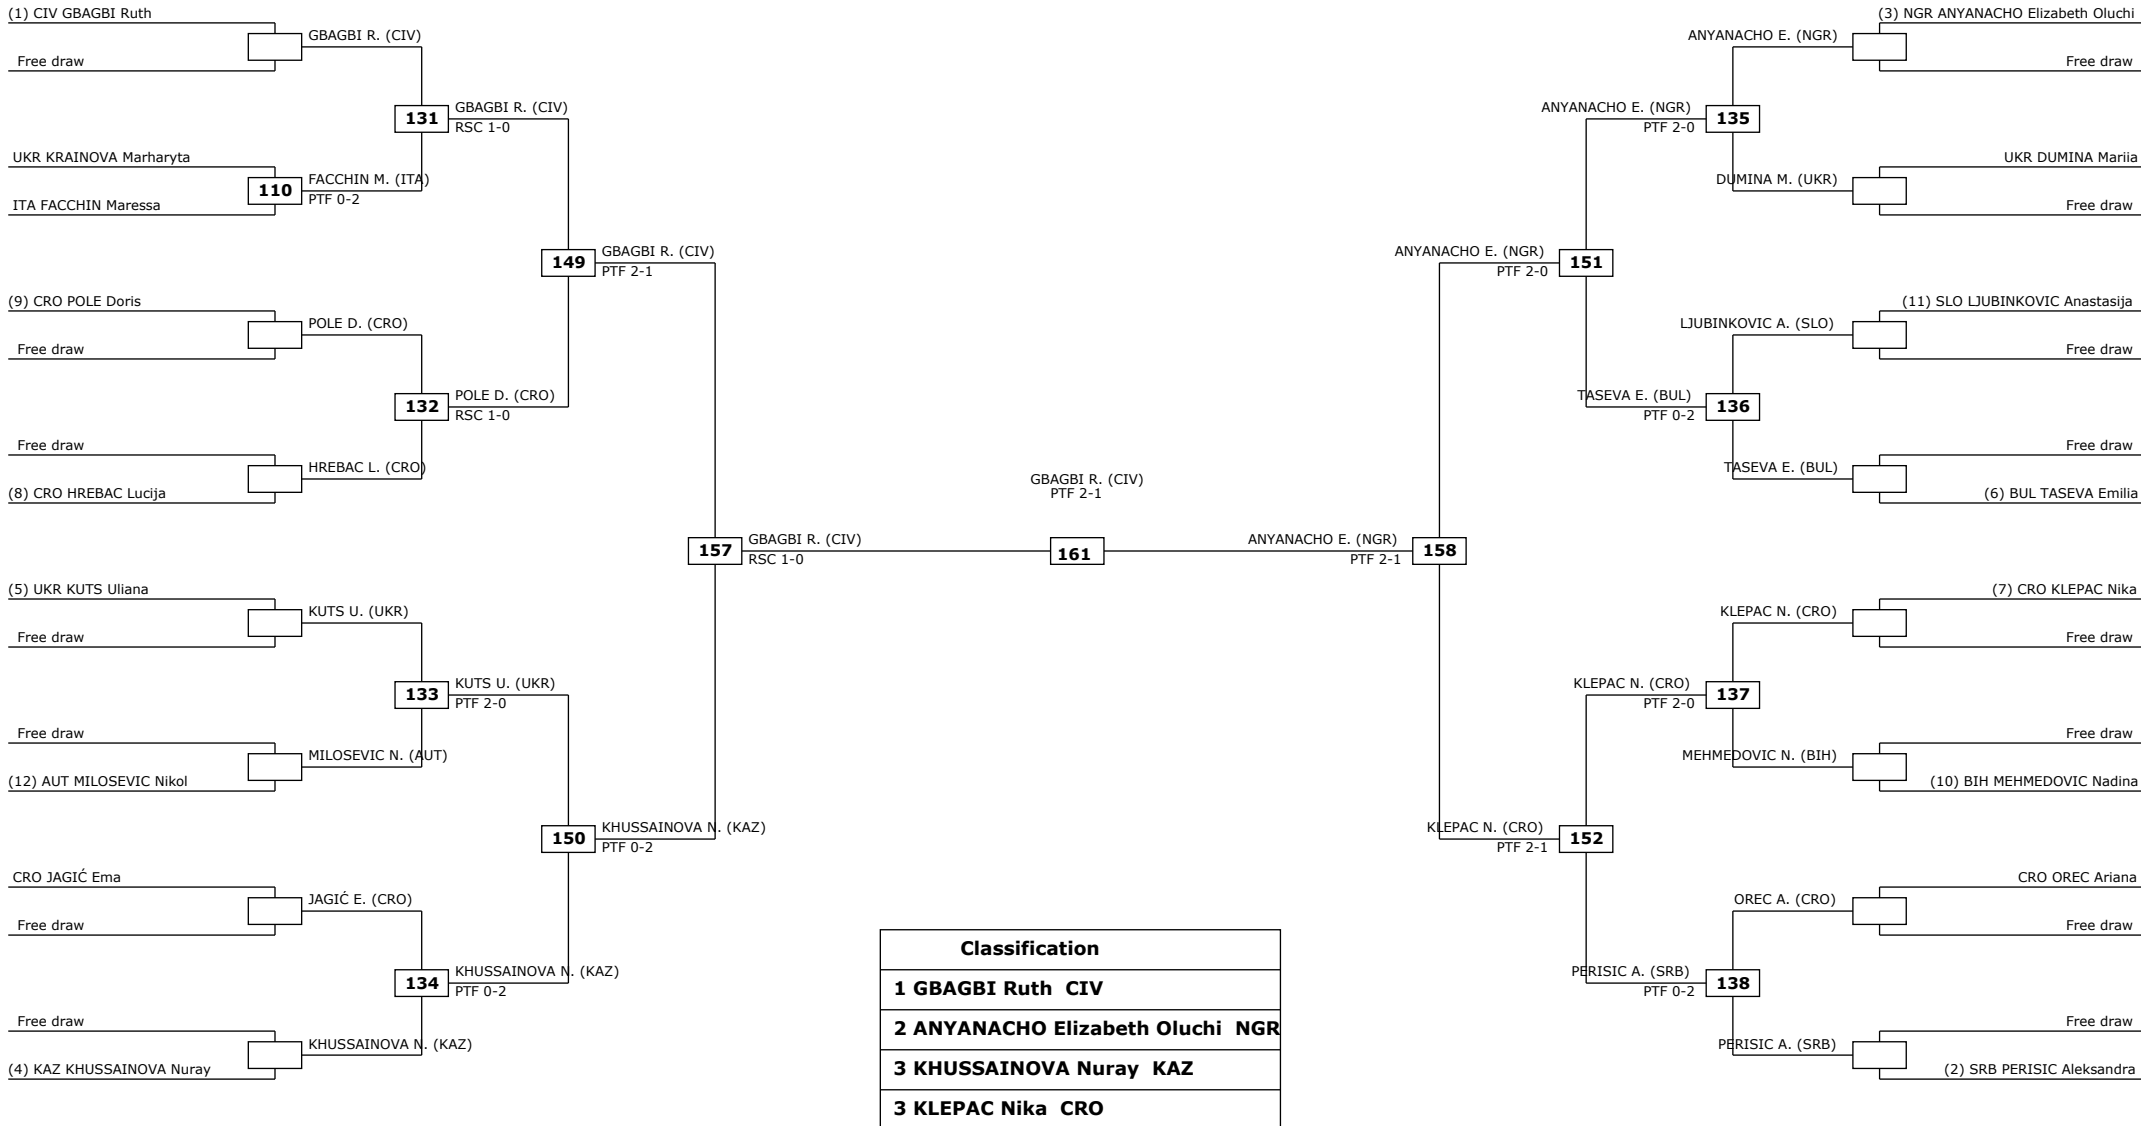 (1) CIV GBAGBI Ruth
Free draw
GBAGBI R. (CIV)
131
GBAGBI R. (CIV)
RSC 1-0
UKR KRAINOVA Marharyta
110
FACCHIN M. (ITA)
PTF 0-2
ITA FACCHIN Maressa
149
GBAGBI R. (CIV)
PTF 2-1
(9) CRO POLE Doris
Free draw
POLE D. (CRO)
132
POLE D. (CRO)
RSC 1-0
Free draw
HREBAC L. (CRO)
(8) CRO HREBAC Lucija
157
GBAGBI R. (CIV)
RSC 1-0
(5) UKR KUTS Uliana
Free draw
KUTS U. (UKR)
133
KUTS U. (UKR)
PTF 2-0
Free draw
MILOSEVIC N. (AUT)
(12) AUT MILOSEVIC Nikol
150
KHUSSAINOVA N. (KAZ)
PTF 0-2
CRO JAGIĆ Ema
Free draw
JAGIĆ E. (CRO)
134
KHUSSAINOVA N. (KAZ)
PTF 0-2
Free draw
KHUSSAINOVA N. (KAZ)
(4) KAZ KHUSSAINOVA Nuray
GBAGBI R. (CIV)
PTF 2-1
161
(3) NGR ANYANACHO Elizabeth Oluchi
ANYANACHO E. (NGR)
Free draw
ANYANACHO E. (NGR)
PTF 2-0
135
UKR DUMINA Mariia
DUMINA M. (UKR)
Free draw
ANYANACHO E. (NGR)
PTF 2-0
151
(11) SLO LJUBINKOVIC Anastasija
LJUBINKOVIC A. (SLO)
Free draw
TASEVA E. (BUL)
PTF 0-2
136
Free draw
TASEVA E. (BUL)
(6) BUL TASEVA Emilia
ANYANACHO E. (NGR)
PTF 2-1
158
(7) CRO KLEPAC Nika
KLEPAC N. (CRO)
Free draw
KLEPAC N. (CRO)
PTF 2-0
137
Free draw
MEHMEDOVIC N. (BIH)
(10) BIH MEHMEDOVIC Nadina
KLEPAC N. (CRO)
PTF 2-1
152
CRO OREC Ariana
OREC A. (CRO)
Free draw
PERISIC A. (SRB)
PTF 0-2
138
Free draw
PERISIC A. (SRB)
(2) SRB PERISIC Aleksandra
Classification
1 GBAGBI Ruth CIV
2 ANYANACHO Elizabeth Oluchi NGR
3 KHUSSAINOVA Nuray KAZ
3 KLEPAC Nika CRO